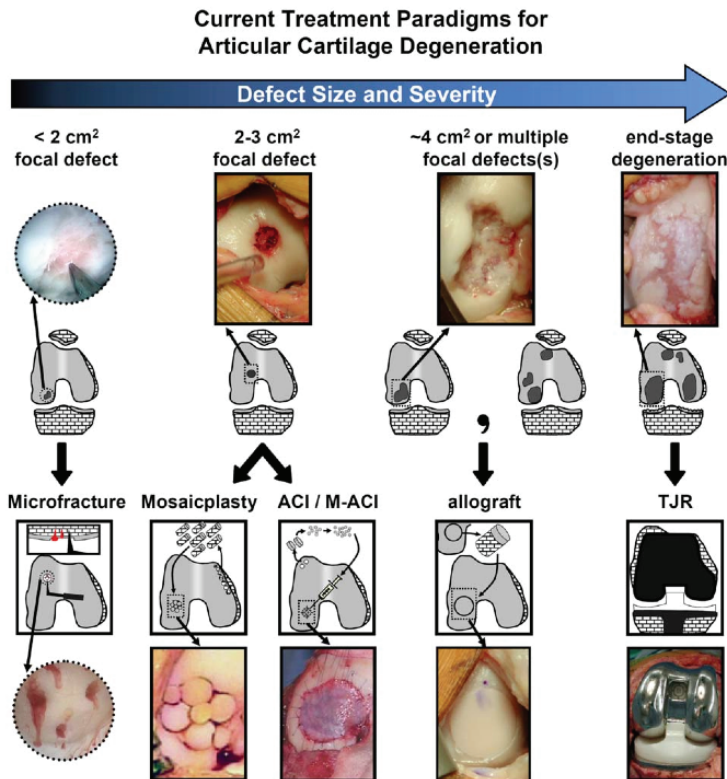 Current Treatment Paradigms for
Articular Cartilage Degeneration
Defect Size and Severity
< 2 cm²
focal defect
2-3 cm²
focal defect
~4 cm² or multiple
focal defects(s)
end-stage
degeneration
,
Microfracture
Mosaicplasty
ACI / M-ACI
allograft
TJR